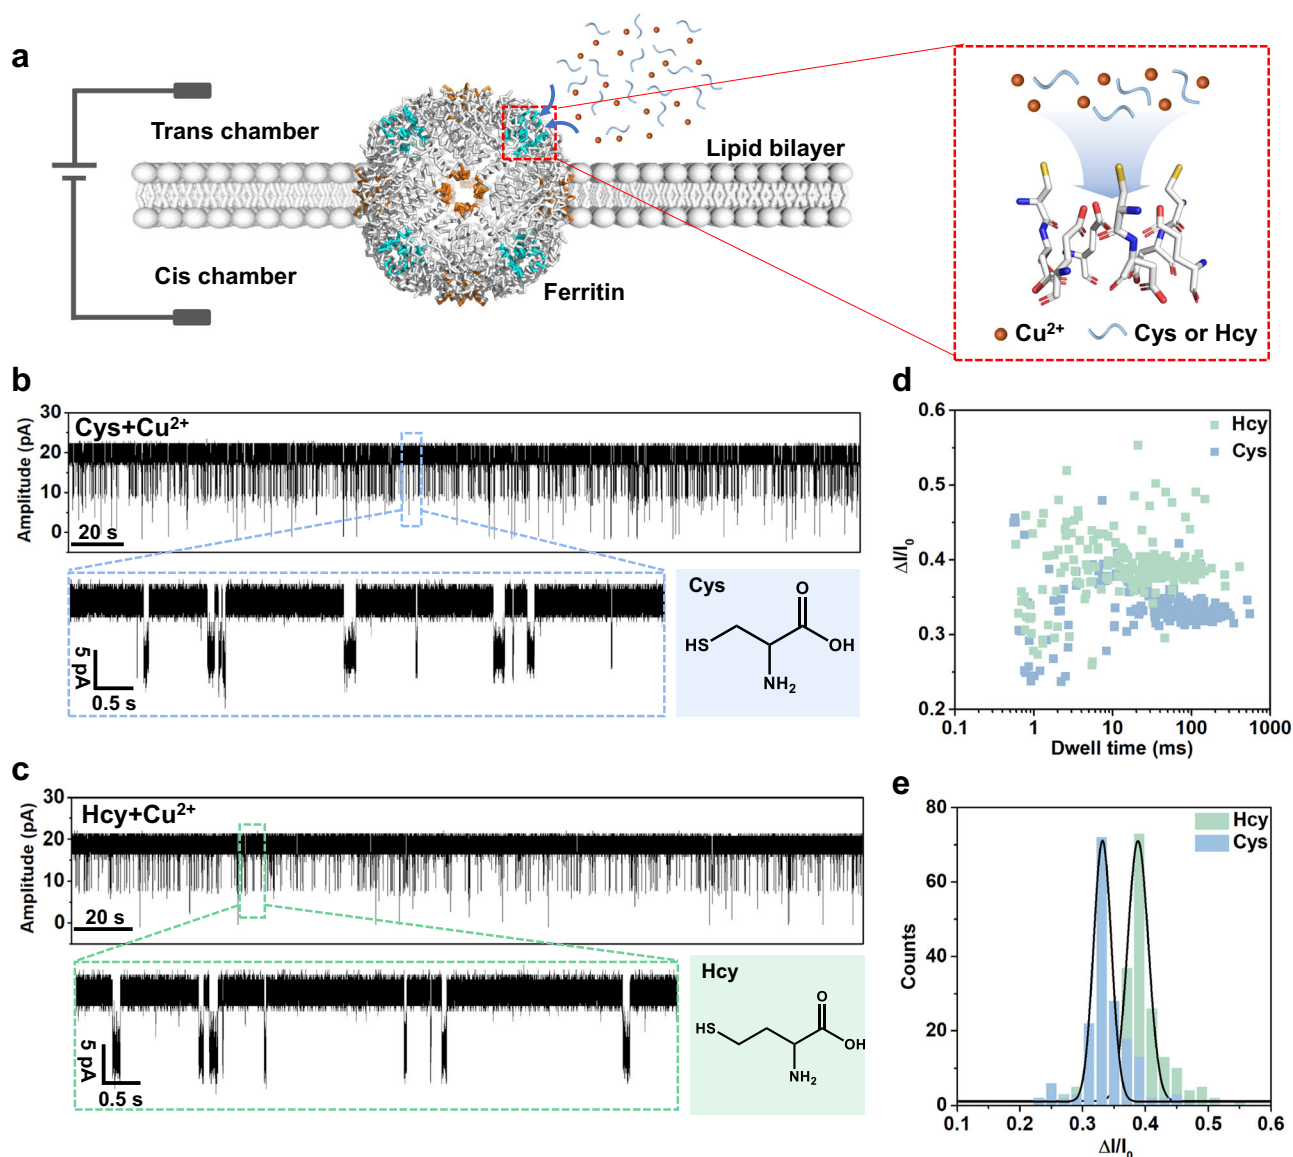 a
Trans chamber
Lipid bilayer
Cis chamber
Ferritin
Cu²⁺ Cys or Hcy
b
Amplitude (pA)
30
20
10
0
Cys+Cu²⁺
20 s
5 pA
0.5 s
Cys
HS
O
OH
NH₂
c
Amplitude (pA)
30
20
10
0
Hcy+Cu²⁺
20 s
5 pA
0.5 s
Hcy
HS
O
OH
NH₂
d
ΔI/I₀
0.6
0.5
0.4
0.3
0.2
Hcy
Cys
0.1 1 10 100 1000
Dwell time (ms)
e
Counts
80
60
40
20
0
Hcy
Cys
0.1 0.2 0.3 0.4 0.5 0.6
ΔI/I₀